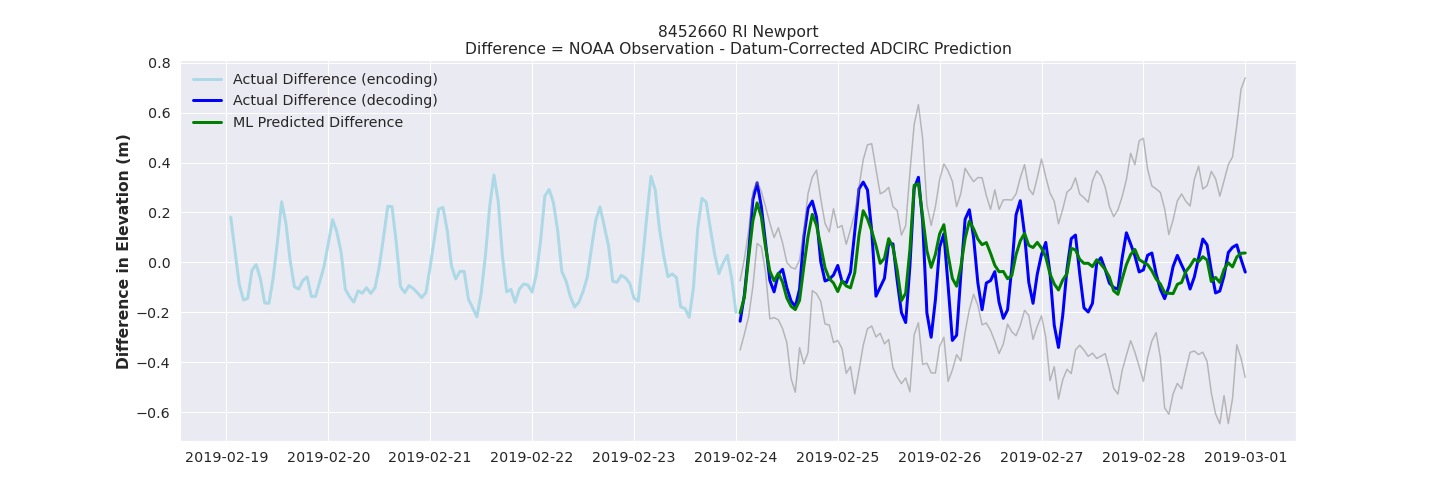 8452660 RI Newport
Difference = NOAA Observation - Datum-Corrected ADCIRC Prediction
Difference in Elevation (m)
0.8
0.6
0.4
0.2
0.0
−0.2
−0.4
−0.6
Actual Difference (encoding)
Actual Difference (decoding)
ML Predicted Difference
2019-02-19 2019-02-20 2019-02-21 2019-02-22 2019-02-23 2019-02-24 2019-02-25 2019-02-26 2019-02-27 2019-02-28 2019-03-01